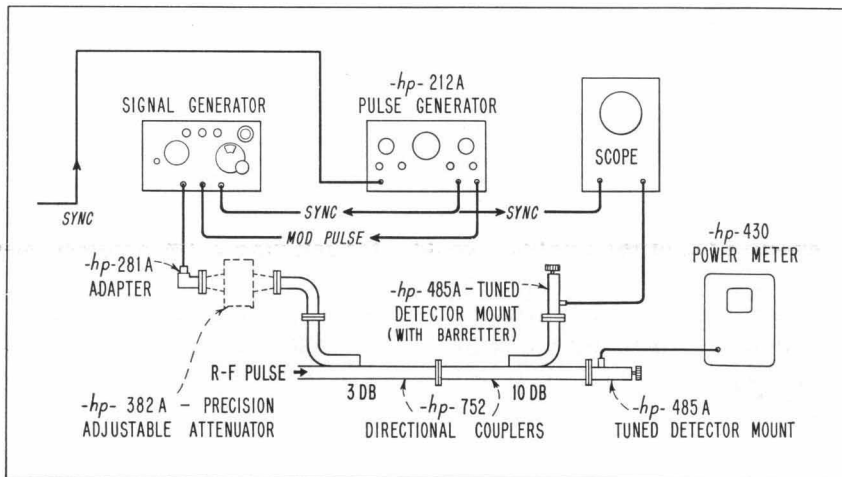 -hp-212A
SIGNAL GENERATOR
PULSE GENERATOR
SCOPE
SYNC
SYNC
SYNC
MOD PULSE
-hp-430
POWER METER
-hp-281A
ADAPTER
-hp-485A-TUNED
DETECTOR MOUNT
(WITH BARRETTER)
R-F PULSE
3 DB
10 DB
-hp-382A - PRECISION
ADJUSTABLE ATTENUATOR
-hp-752
DIRECTIONAL COUPLERS
-hp-485A
TUNED DETECTOR MOUNT